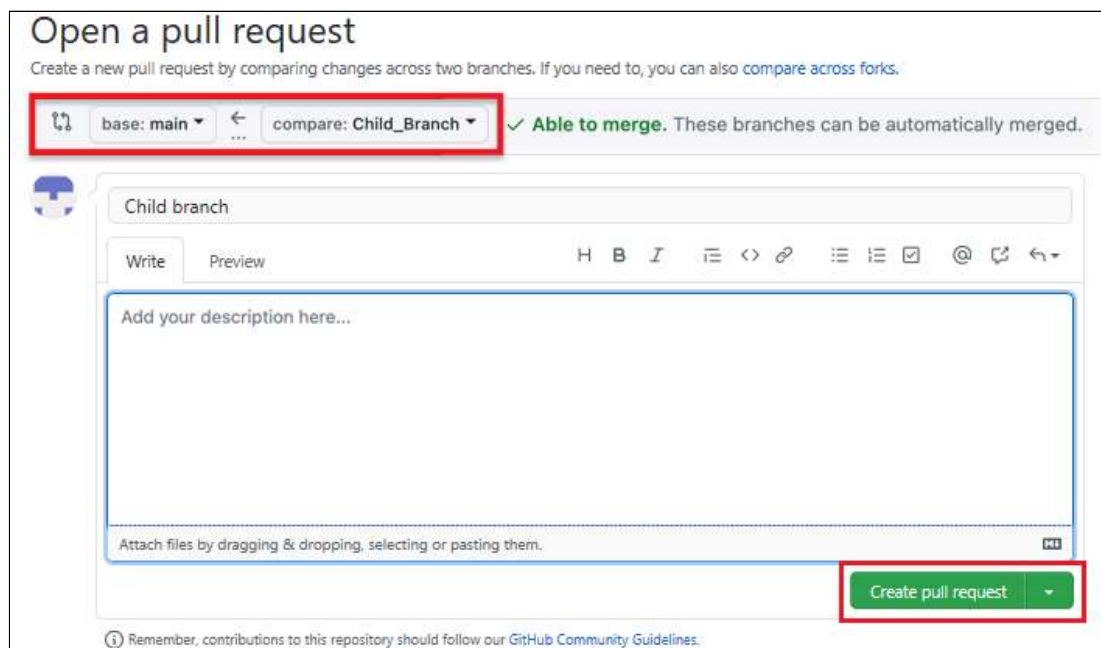 Open a pull request
Create a new pull request by comparing changes across two branches. If you need to, you can also compare across forks.
base: main ← ... compare: Child_Branch ✓ Able to merge. These branches can be automatically merged.
Child branch
Write Preview H B I @
Add your description here...
Attach files by dragging & dropping, selecting or pasting them.
Create pull request
Remember, contributions to this repository should follow our GitHub Community Guidelines.